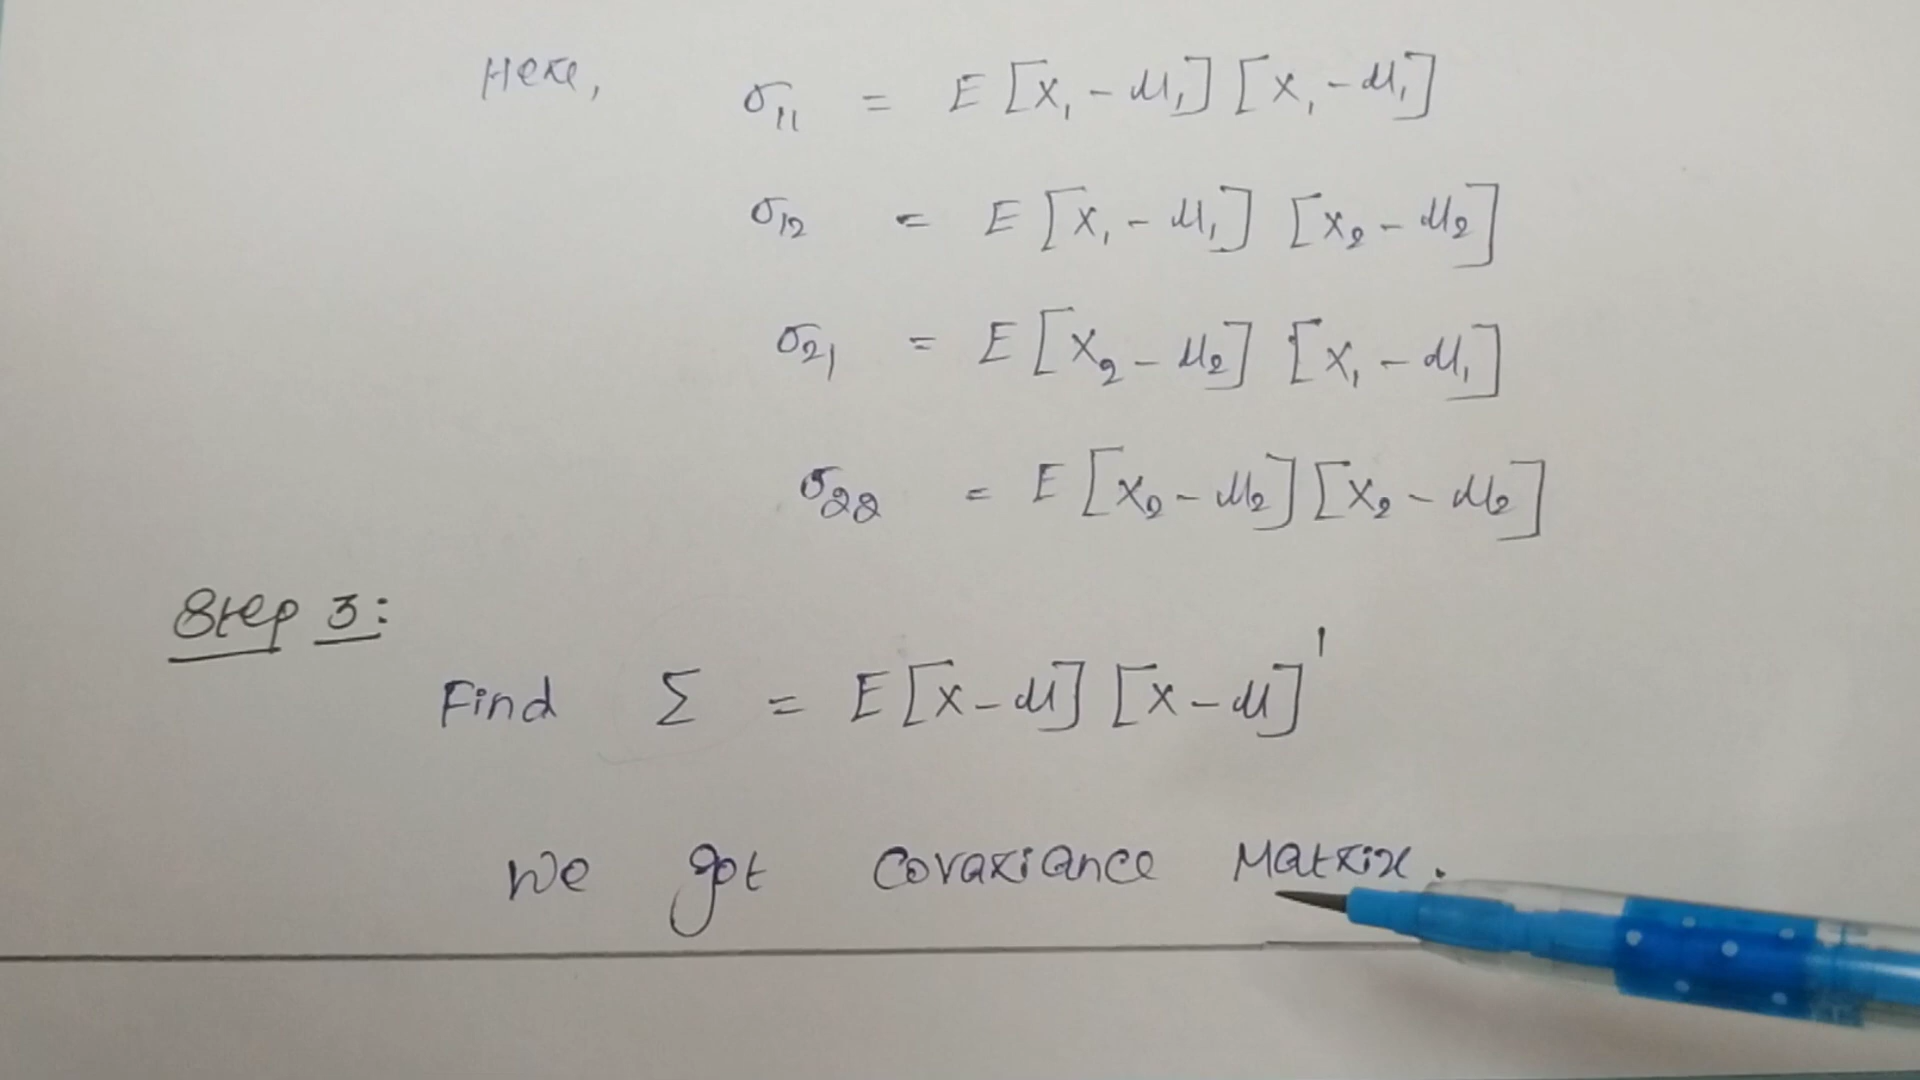 Here, σ₁₁ = E[X₁ - μ₁] [X₁ - μ₁]
σ₁₂ = E[X₁ - μ₁] [X₂ - μ₂]
σ₂₁ = E[X₂ - μ₂] [X₁ - μ₁]
σ₂₂ = E[X₂ - μ₂] [X₂ - μ₂]
Step 3:
Find Σ = E[X - μ] [X - μ]'
We got Covariance Matrix.